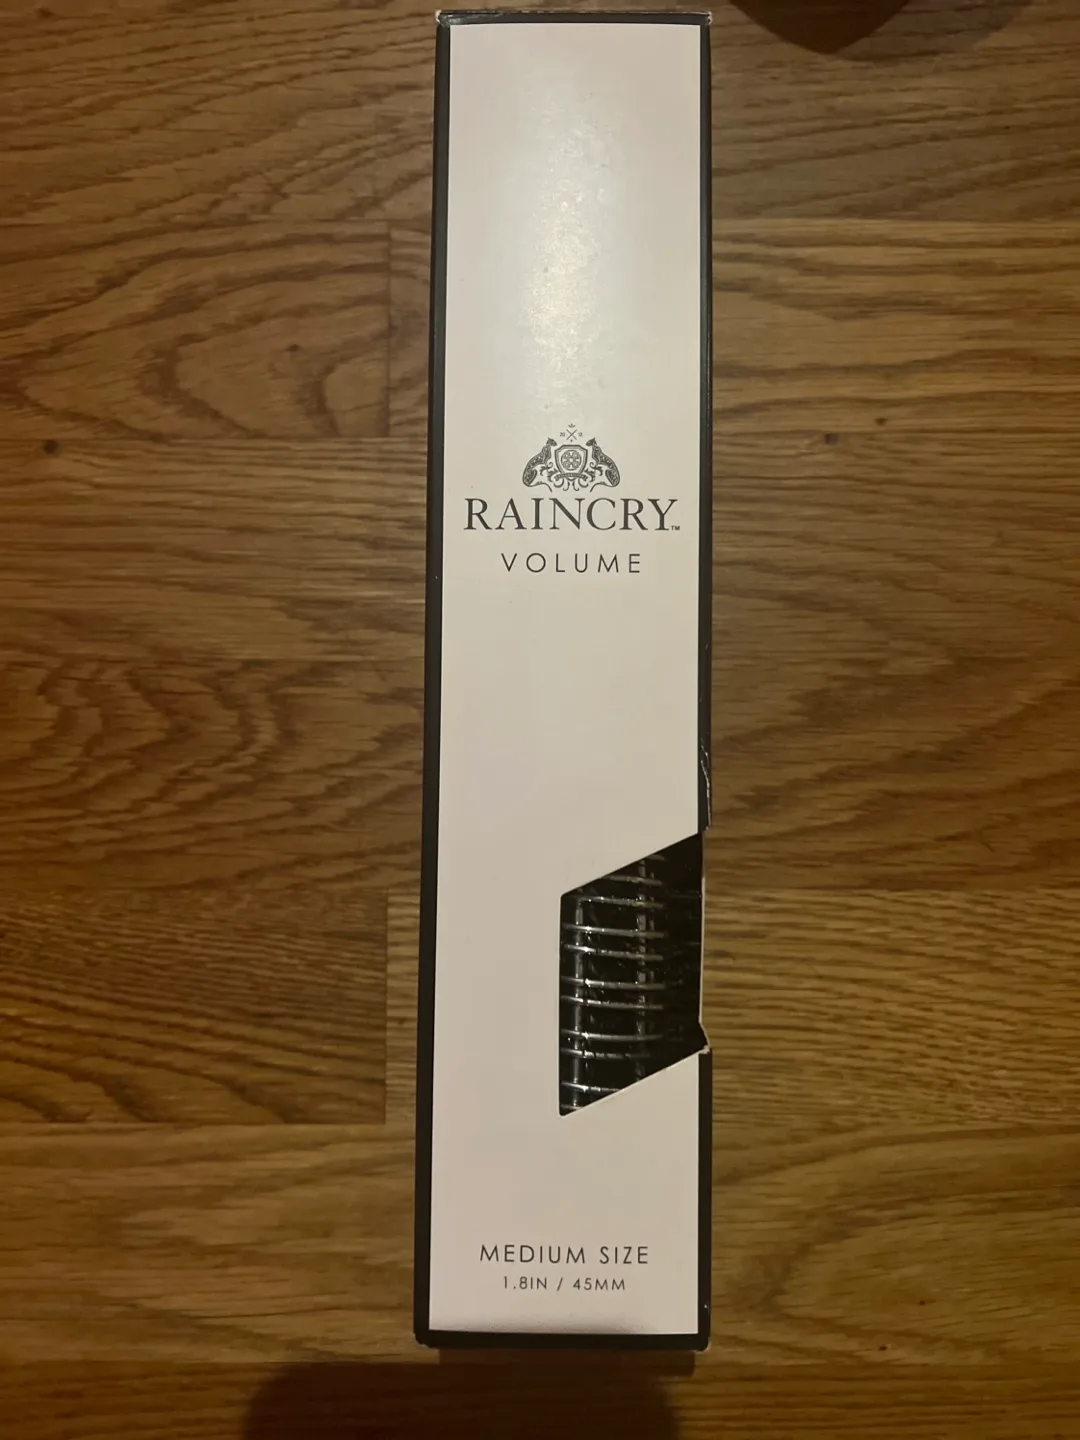 RAINCRY™
VOLUME
MEDIUM SIZE
1.8IN / 45MM